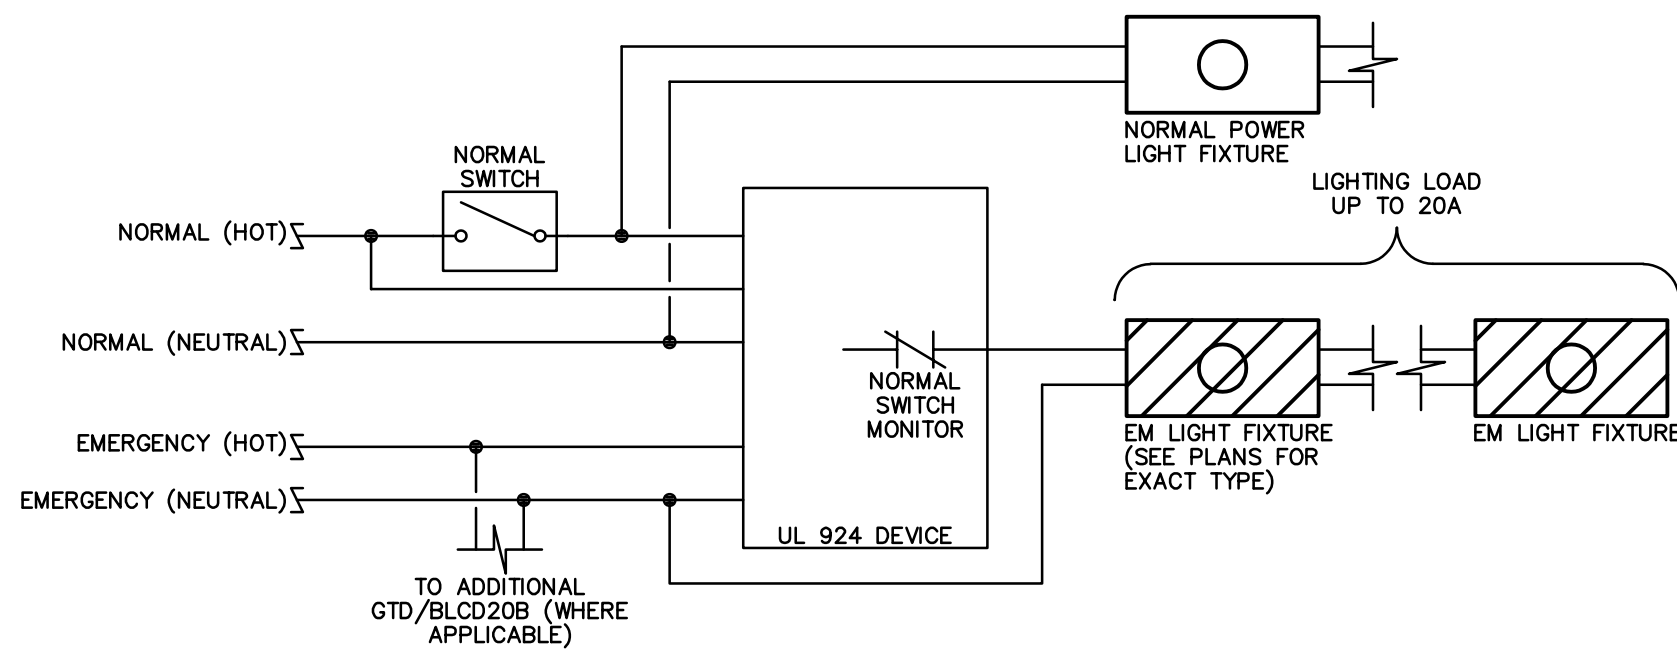 NORMAL POWER
LIGHT FIXTURE
NORMAL
SWITCH
LIGHTING LOAD
UP TO 20A
NORMAL (HOT)
NORMAL (NEUTRAL)
NORMAL
SWITCH
MONITOR
EMERGENCY (HOT)
EM LIGHT FIXTURE
(SEE PLANS FOR
EXACT TYPE)
EM LIGHT FIXTURE
EMERGENCY (NEUTRAL)
UL 924 DEVICE
TO ADDITIONAL
GTD/BLCD20B (WHERE
APPLICABLE)